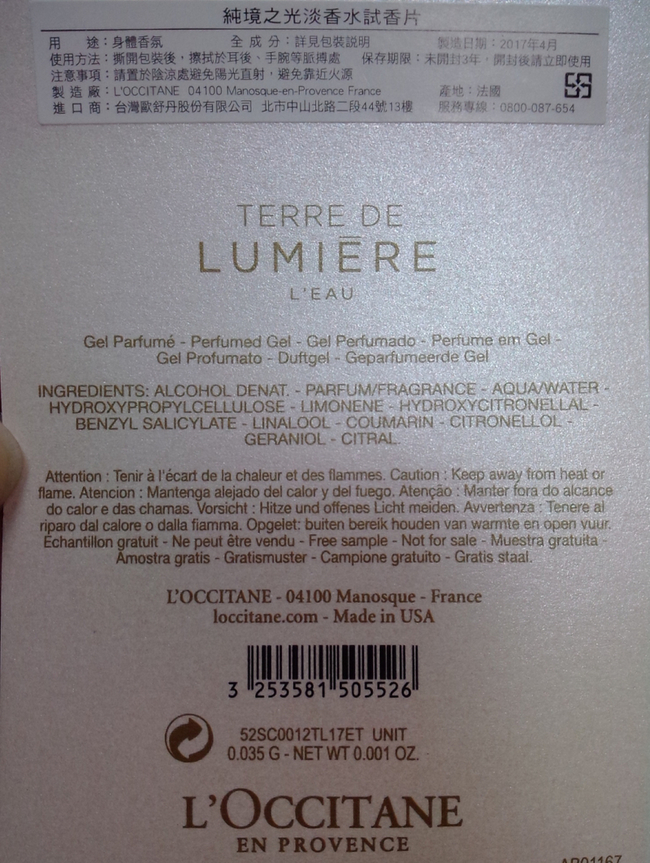 純境之光淡香水試香片
用 途：身體香氛 全 成 分：詳見包裝說明 製造日期：2017年4月
使用方法：撕開包裝後，擦拭於耳後、手腕等脈搏處 保存期限：未開封3年，開封後請立即使用
注意事項：請置於陰涼處避免陽光直射，避免靠近火源
製 造 廠：L'OCCITANE 04100 Manosque-en-Provence France 產地：法國
進 口 商：台灣歐舒丹股份有限公司 北市中山北路二段44號13樓 服務專線：0800-087-654
TERRE DE
LUMIÈRE
L'EAU
Gel Parfumé - Perfumed Gel - Gel Perfumado - Perfume em Gel -
Gel Profumato - Duftgel - Geparfumeerde Gel
INGREDIENTS: ALCOHOL DENAT. - PARFUM/FRAGRANCE - AQUA/WATER -
HYDROXYPROPYLCELLULOSE - LIMONENE - HYDROXYCITRONELLAL -
BENZYL SALICYLATE - LINALOOL - COUMARIN - CITRONELLOL -
GERANIOL - CITRAL.
Attention : Tenir à l'écart de la chaleur et des flammes. Caution : Keep away from heat or
flame. Atencion : Mantenga alejado del calor y del fuego. Atenção : Manter fora do alcance
do calor e das chamas. Vorsicht : Hitze und offenes Licht meiden. Avvertenza : Tenere al
riparo dal calore o dalla fiamma. Opgelet: buiten bereik houden van warmte en open vuur.
Échantillon gratuit - Ne peut être vendu - Free sample - Not for sale - Muestra gratuita -
Amostra gratis - Gratismuster - Campione gratuito - Gratis staal.
L'OCCITANE - 04100 Manosque - France
loccitane.com - Made in USA
3 253581 505526
52SC0012TL17ET UNIT
0.035 G - NET WT 0.001 OZ.
L'OCCITANE
EN PROVENCE